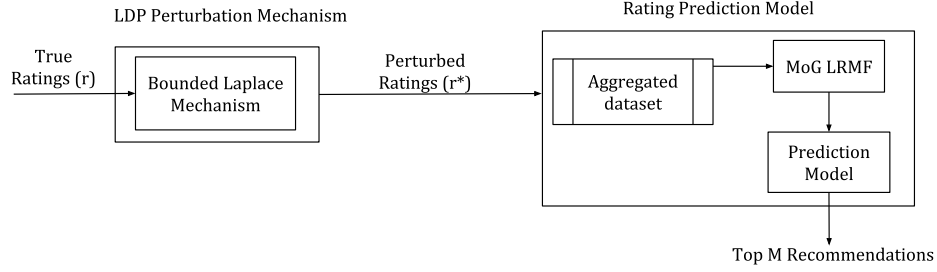 LDP Perturbation Mechanism
Rating Prediction Model
True
Ratings (r)
Bounded Laplace
Mechanism
Perturbed
Ratings (r*)
Aggregated
dataset
MoG LRMF
Prediction
Model
Top M Recommendations